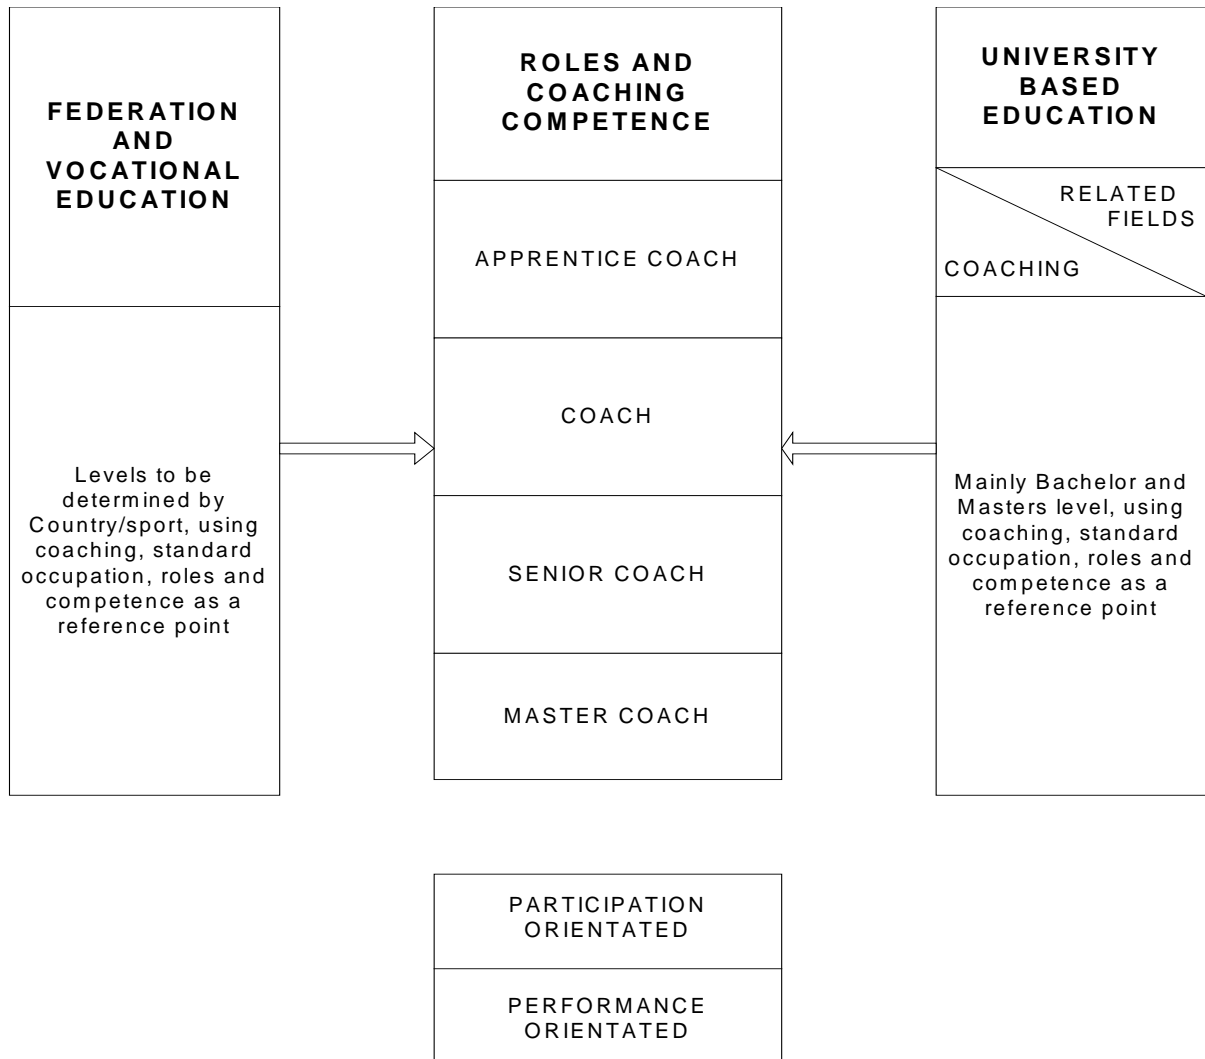 FEDERATION
AND
VOCATIONAL
EDUCATION
Levels to be
determined by
Country/sport, using
coaching, standard
occupation, roles and
competence as a
reference point
ROLES AND
COACHING
COMPETENCE
APPRENTICE COACH
COACH
SENIOR COACH
MASTER COACH
UNIVERSITY
BASED
EDUCATION
RELATED
FIELDS
COACHING
Mainly Bachelor and
Masters level, using
coaching, standard
occupation, roles and
competence as a
reference point
PARTICIPATION
ORIENTATED
PERFORMANCE
ORIENTATED